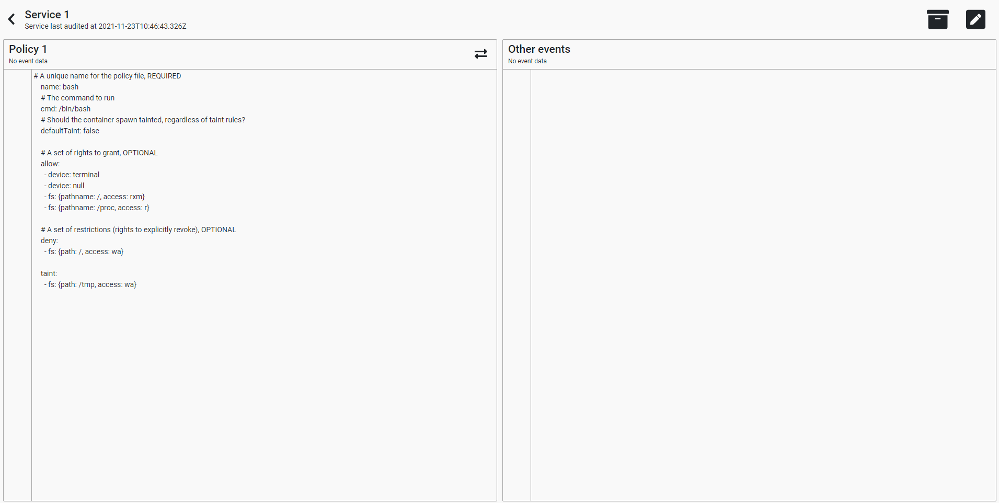 Service 1
Service last audited at 2021-11-23T10:46:43.326Z
Policy 1
No event data
# A unique name for the policy file, REQUIRED
name: bash
# The command to run
cmd: /bin/bash
# Should the container spawn tainted, regardless of taint rules?
defaultTaint: false
# A set of rights to grant, OPTIONAL
allow:
- device: terminal
- device: null
- fs: {pathname: /, access: rxm}
- fs: {pathname: /proc, access: r}
# A set of restrictions (rights to explicitly revoke), OPTIONAL
deny:
- fs: {path: /, access: wa}
taint:
- fs: {path: /tmp, access: wa}
Other events
No event data